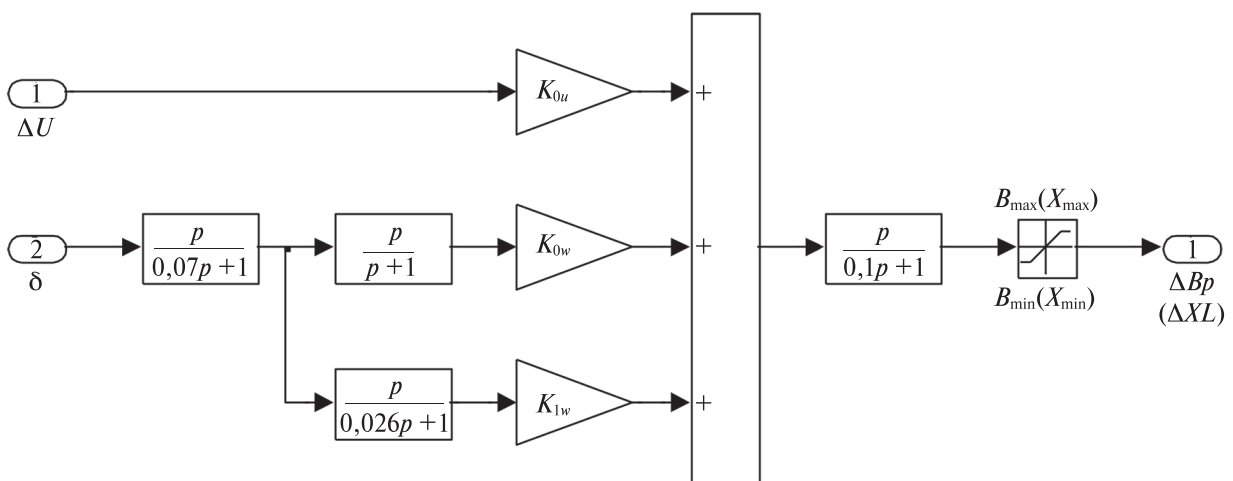 1
ΔU
K0u
+
2
δ
p
0,07p +1
p
p +1
K0w
+
p
0,026p +1
K1w
+
p
0,1p +1
Bmax(Xmax)
Bmin(Xmin)
1
ΔBp
(ΔXL)